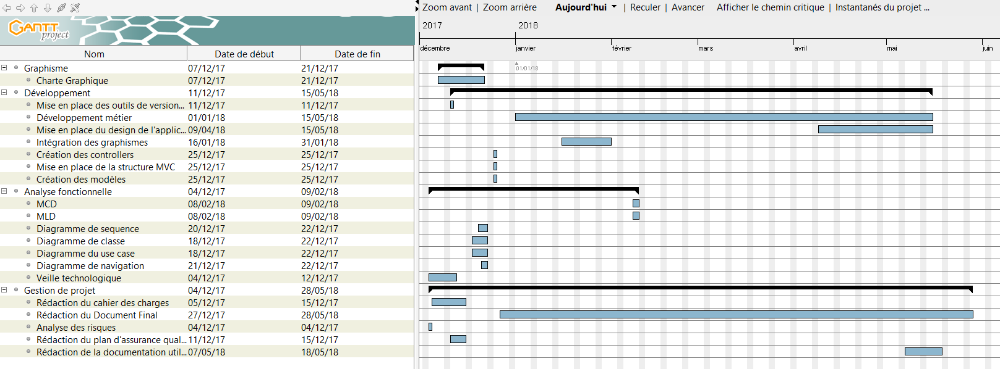 Zoom avant | Zoom arrière Aujourd'hui | Reculer | Avancer Afficher le chemin critique | Instantanés du projet ...
GANTT
project
2017 2018
décembre janvier février mars avril mai juin
01/01/18
Nom Date de début Date de fin
Graphisme 07/12/17 21/12/17
Charte Graphique 07/12/17 21/12/17
Développement 11/12/17 15/05/18
Mise en place des outils de version... 11/12/17 11/12/17
Développement métier 01/01/18 15/05/18
Mise en place du design de l'applic... 09/04/18 15/05/18
Intégration des graphismes 16/01/18 31/01/18
Création des controllers 25/12/17 25/12/17
Mise en place de la structure MVC 25/12/17 25/12/17
Création des modèles 25/12/17 25/12/17
Analyse fonctionnelle 04/12/17 09/02/18
MCD 08/02/18 09/02/18
MLD 08/02/18 09/02/18
Diagramme de sequence 20/12/17 22/12/17
Diagramme de classe 18/12/17 22/12/17
Diagramme du use case 18/12/17 22/12/17
Diagramme de navigation 21/12/17 22/12/17
Veille technologique 04/12/17 12/12/17
Gestion de projet 04/12/17 28/05/18
Rédaction du cahier des charges 05/12/17 15/12/17
Rédaction du Document Final 27/12/17 28/05/18
Analyse des risques 04/12/17 04/12/17
Rédaction du plan d'assurance qual... 11/12/17 15/12/17
Rédaction de la documentation util... 07/05/18 18/05/18